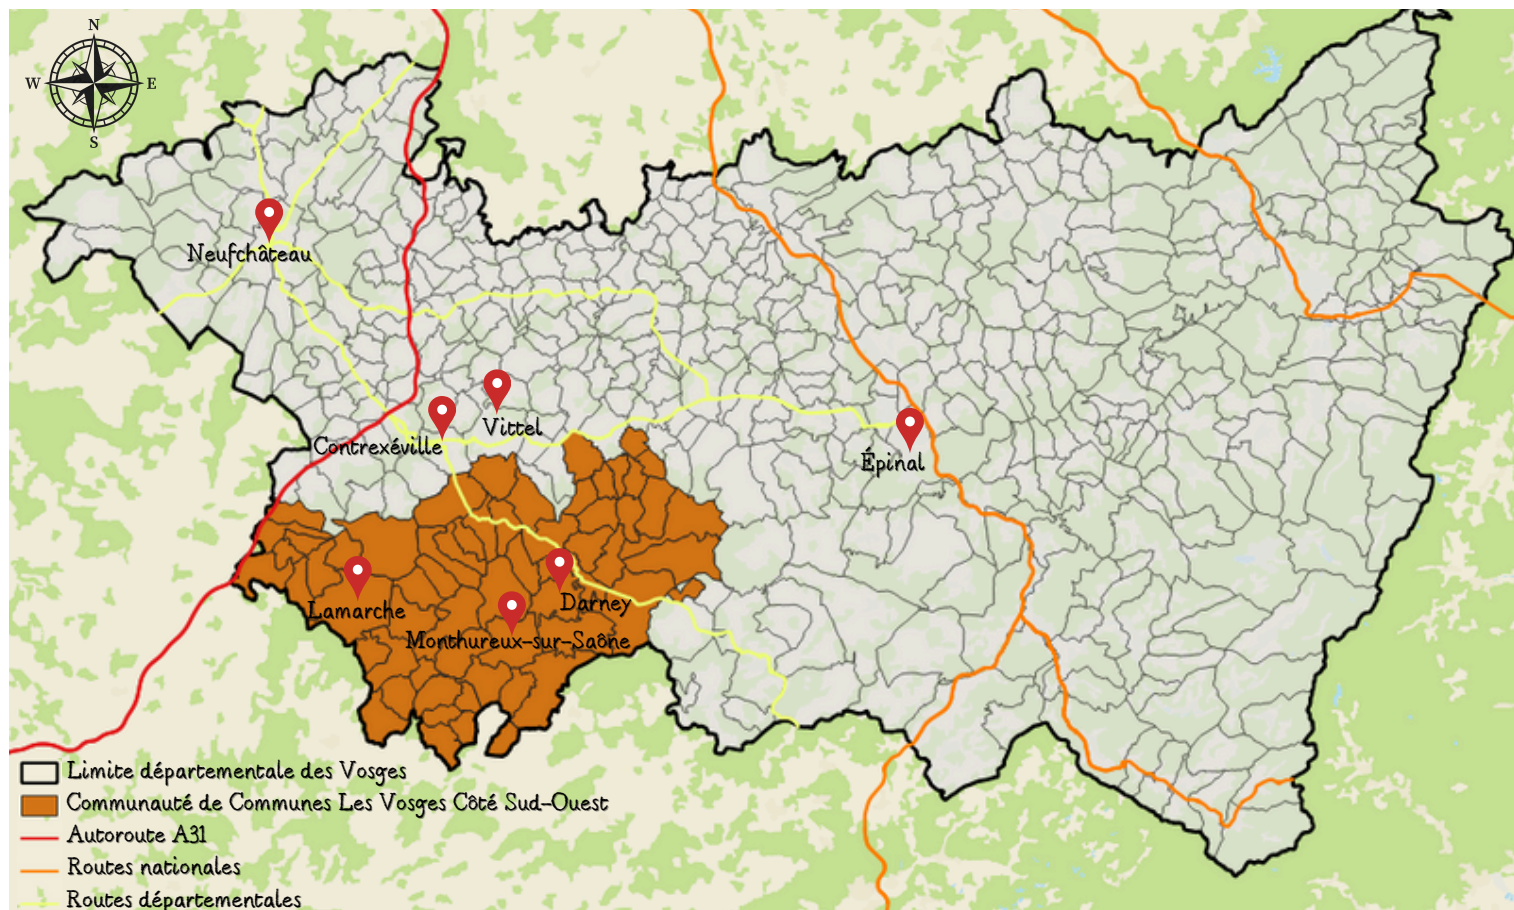 N
W
E
S
Neufchâteau
Vittel
Contrexéville
Épinal
Lamarche
Darney
Monthureux-sur-Saône
Limite départementale des Vosges
Communauté de Communes Les Vosges Côté Sud-Ouest
Autoroute A31
Routes nationales
Routes départementales